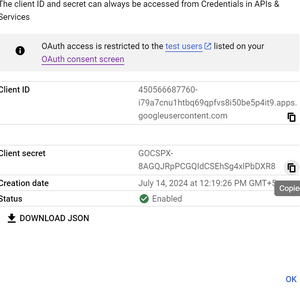 The client ID and secret can always be accessed from Credentials in APIs &
Services
OAuth access is restricted to the test users listed on your
OAuth consent screen
Client ID
450566687760-
i79a7cnu1htbq69qpfvs8i50be5p4it9.apps.
googleusercontent.com
Client secret
GOCSPX-
8AGQJRpPCGQIdCSEhSg4xlPbDXR8
Creation date
July 14, 2024 at 12:19:26 PM GMT+5
Copied
Status
Enabled
DOWNLOAD JSON
OK